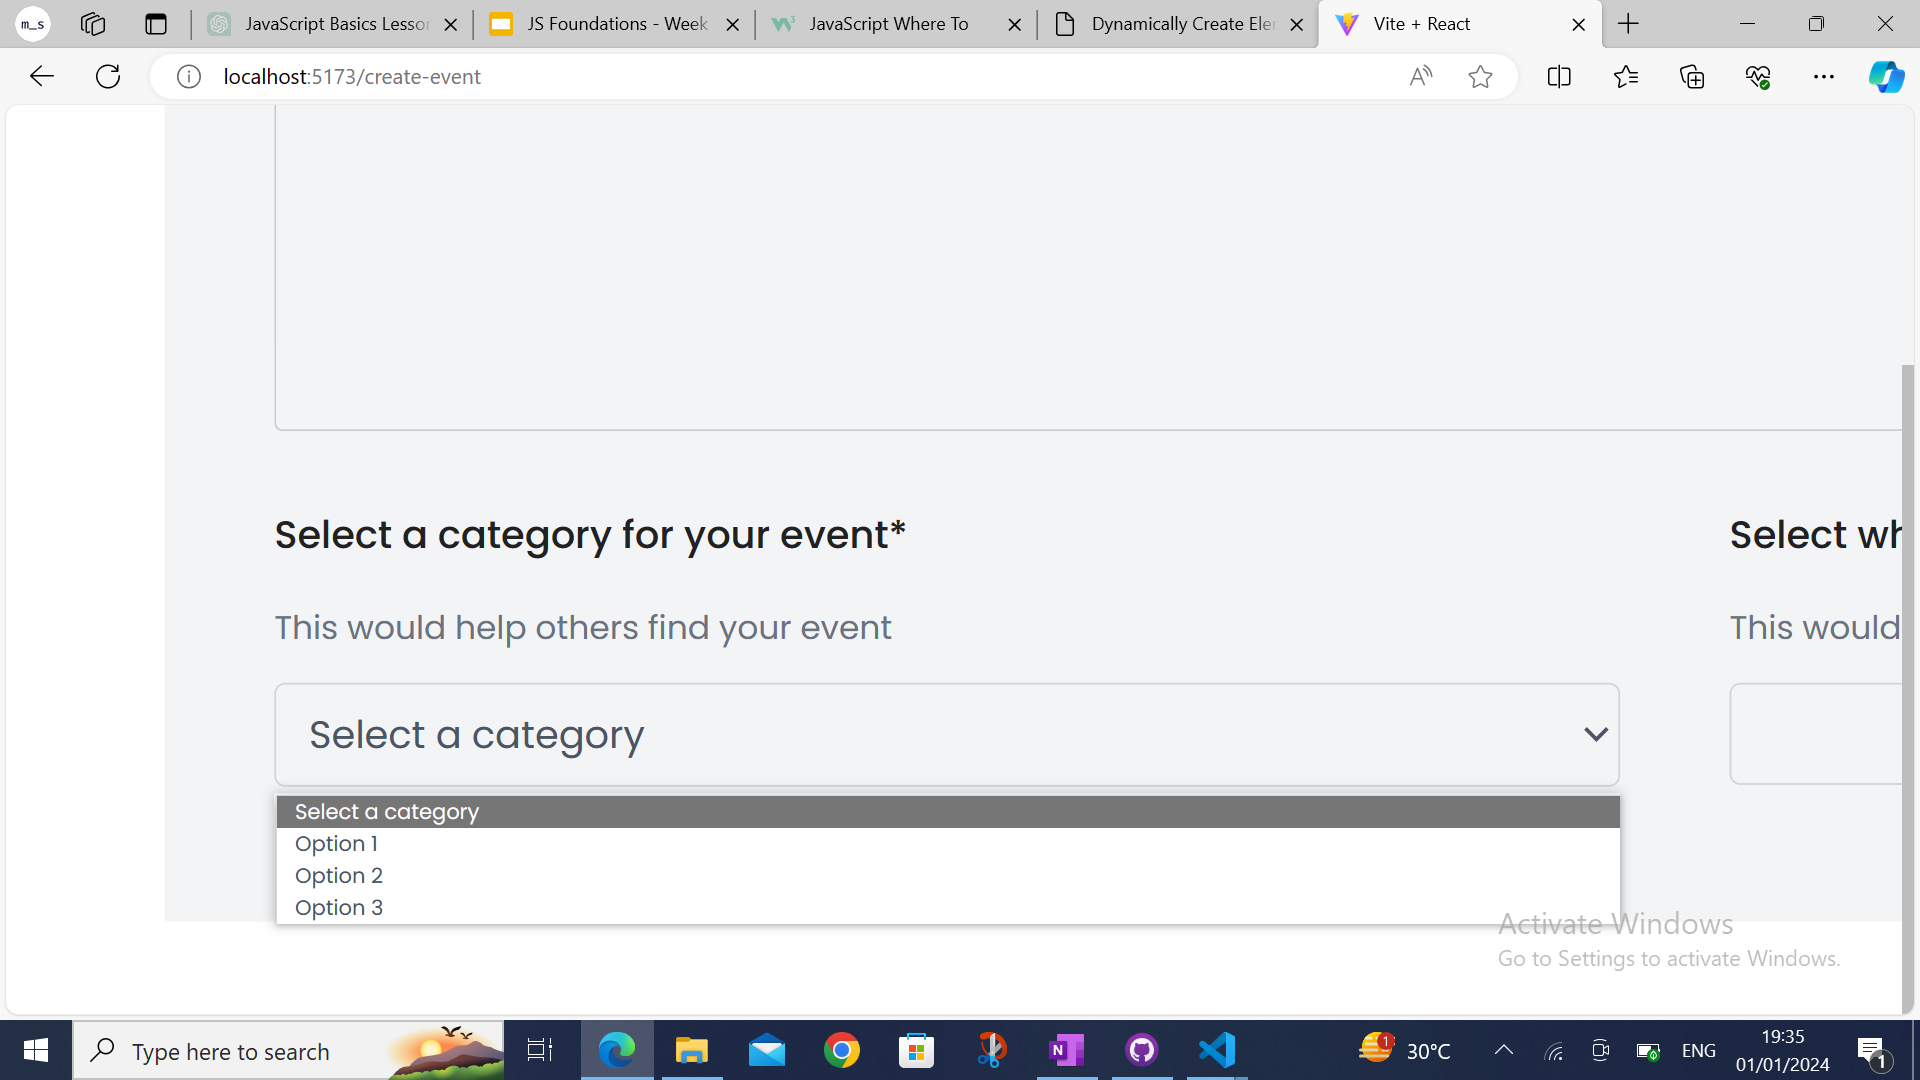 m_s
JavaScript Basics Lesson
JS Foundations - Week
JavaScript Where To
Dynamically Create Ele
Vite + React
localhost:5173/create-event
Select a category for your event*
Select wh
This would help others find your event
This would
Select a category
Select a category
Option 1
Option 2
Option 3
Activate Windows
Go to Settings to activate Windows.
Type here to search
N
1
30°C
ENG
19:35
01/01/2024
1